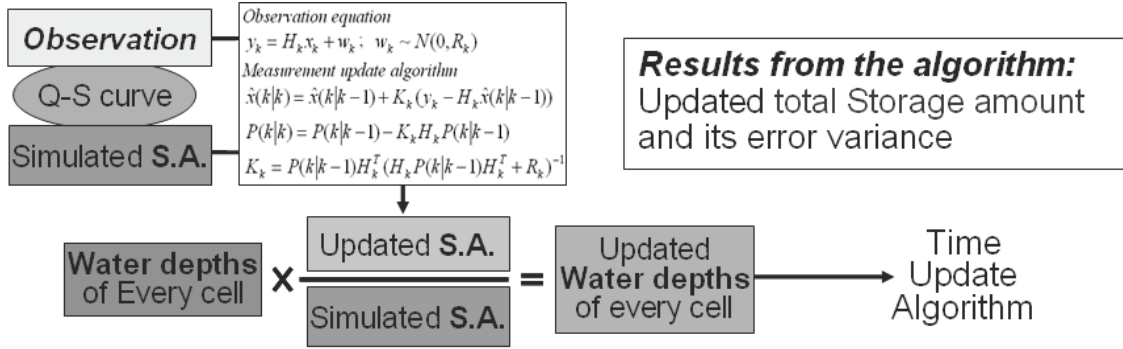 Observation
Q-S curve
Simulated S.A.
Observation equation
y_k = H_k x_k + w_k ; w_k ~ N(0, R_k)
Measurement update algorithm
x̂(k|k) = x̂(k|k−1) + K_k(y_k − H_k x̂(k|k−1))
P(k|k) = P(k|k−1) − K_k H_k P(k|k−1)
K_k = P(k|k−1)H_k^T (H_k P(k|k−1)H_k^T + R_k)^−1
Results from the algorithm:
Updated total Storage amount
and its error variance
Water depths
of Every cell
×
Updated S.A.
Simulated S.A.
=
Updated
Water depths
of every cell
Time
Update
Algorithm